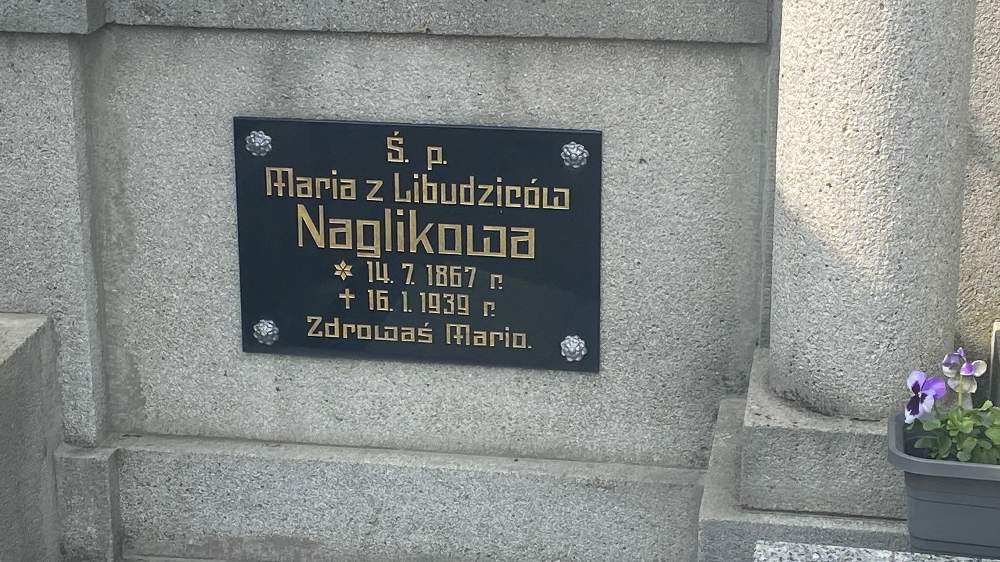 Ś. p.
Maria z Libudziców
Naglikowa
✶ 14. 7. 1867 r.
✝ 16. 1. 1939 r.
Zdrowaś Mario.